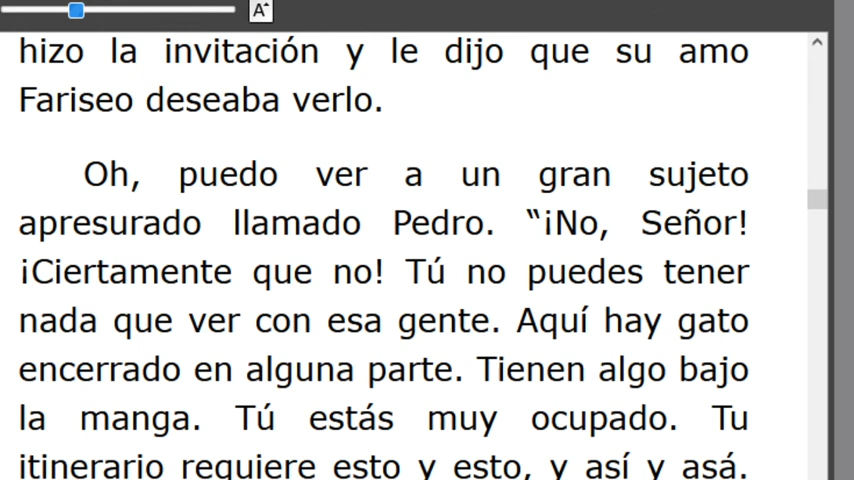 A
hizo la invitación y le dijo que su amo
Fariseo deseaba verlo.
Oh, puedo ver a un gran sujeto
apresurado llamado Pedro. “¡No, Señor!
¡Ciertamente que no! Tú no puedes tener
nada que ver con esa gente. Aquí hay gato
encerrado en alguna parte. Tienen algo bajo
la manga. Tú estás muy ocupado. Tu
itinerario requiere esto y esto, y así y asá.